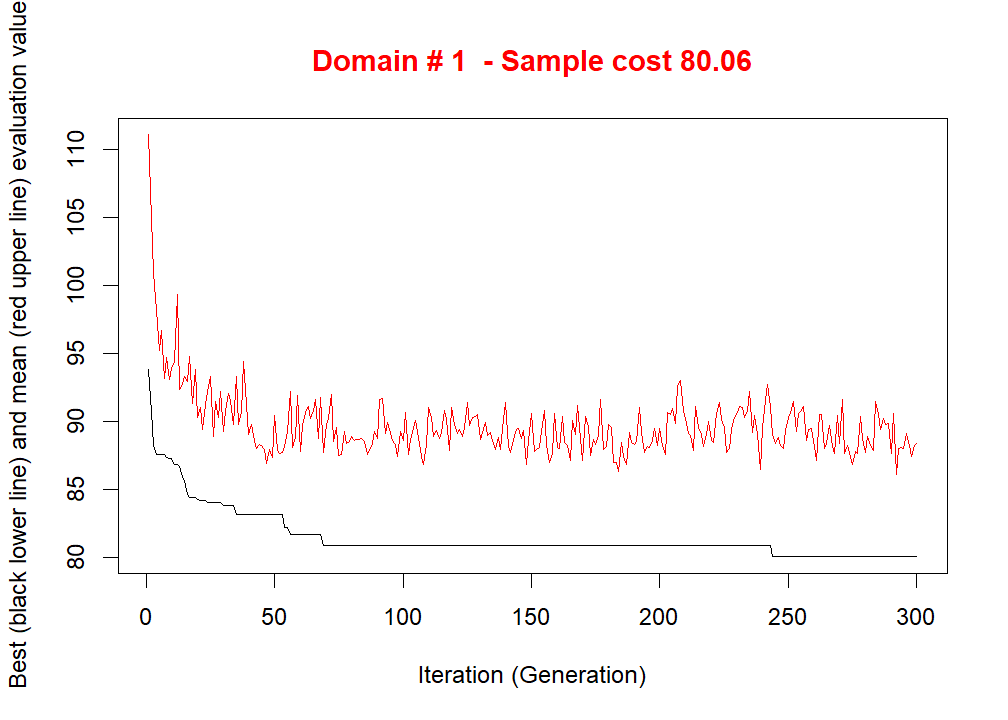 Domain # 1  - Sample cost 80.06
Best (black lower line) and mean (red upper line) evaluation value
110
105
100
95
90
85
80
0 50 100 150 200 250 300
Iteration (Generation)